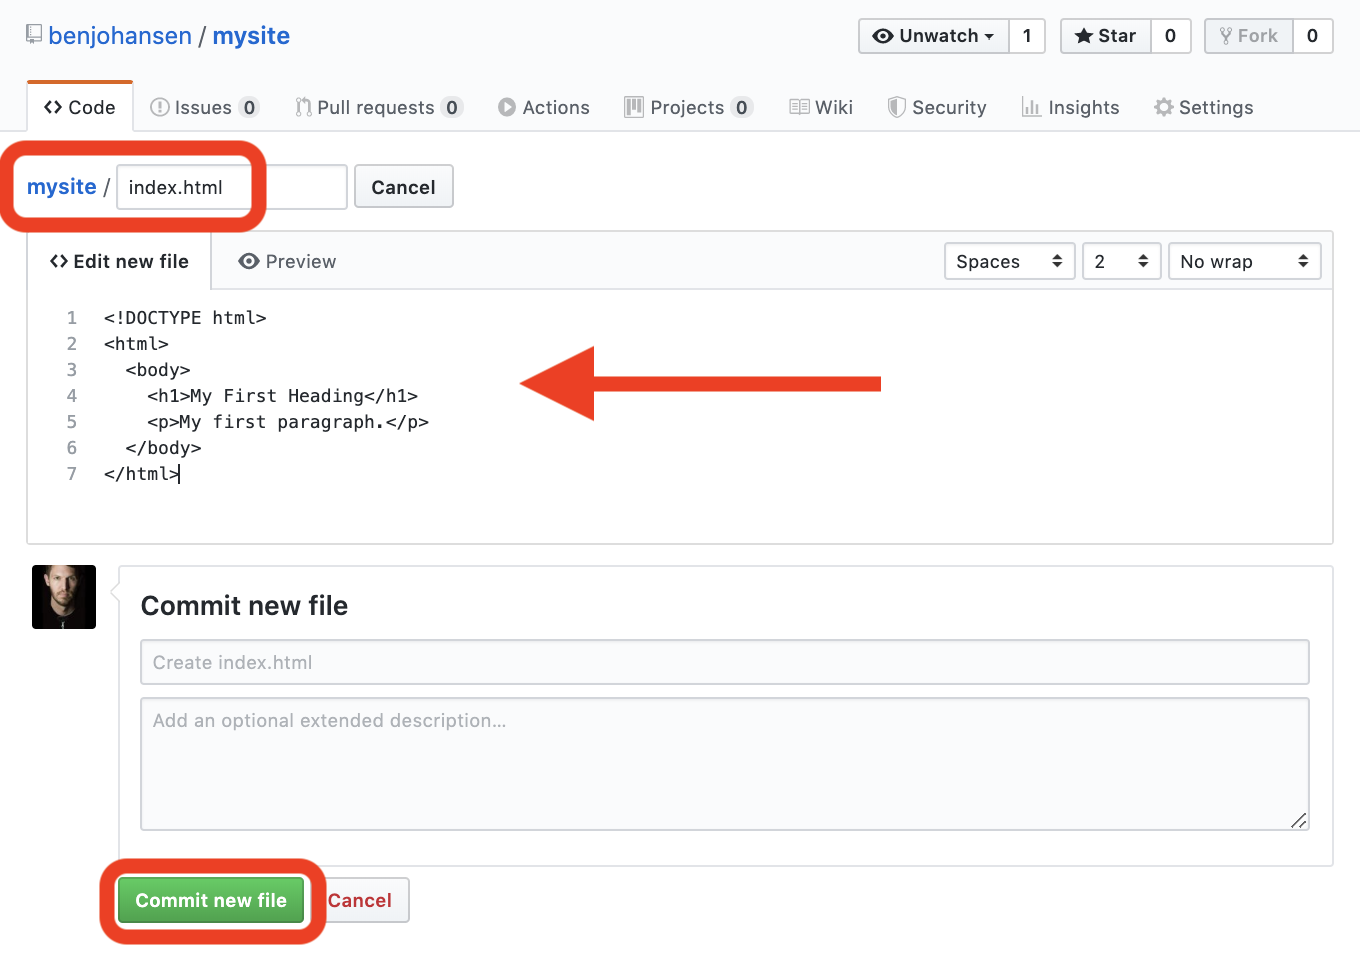 benjohansen / mysite
Unwatch 1 Star 0 Fork 0
Code Issues 0 Pull requests 0 Actions Projects 0 Wiki Security Insights Settings
mysite / index.html Cancel
Edit new file Preview Spaces 2 No wrap
1 <!DOCTYPE html>
2 <html>
3   <body>
4     <h1>My First Heading</h1>
5     <p>My first paragraph.</p>
6   </body>
7 </html>
Commit new file
Create index.html
Add an optional extended description...
Commit new file Cancel